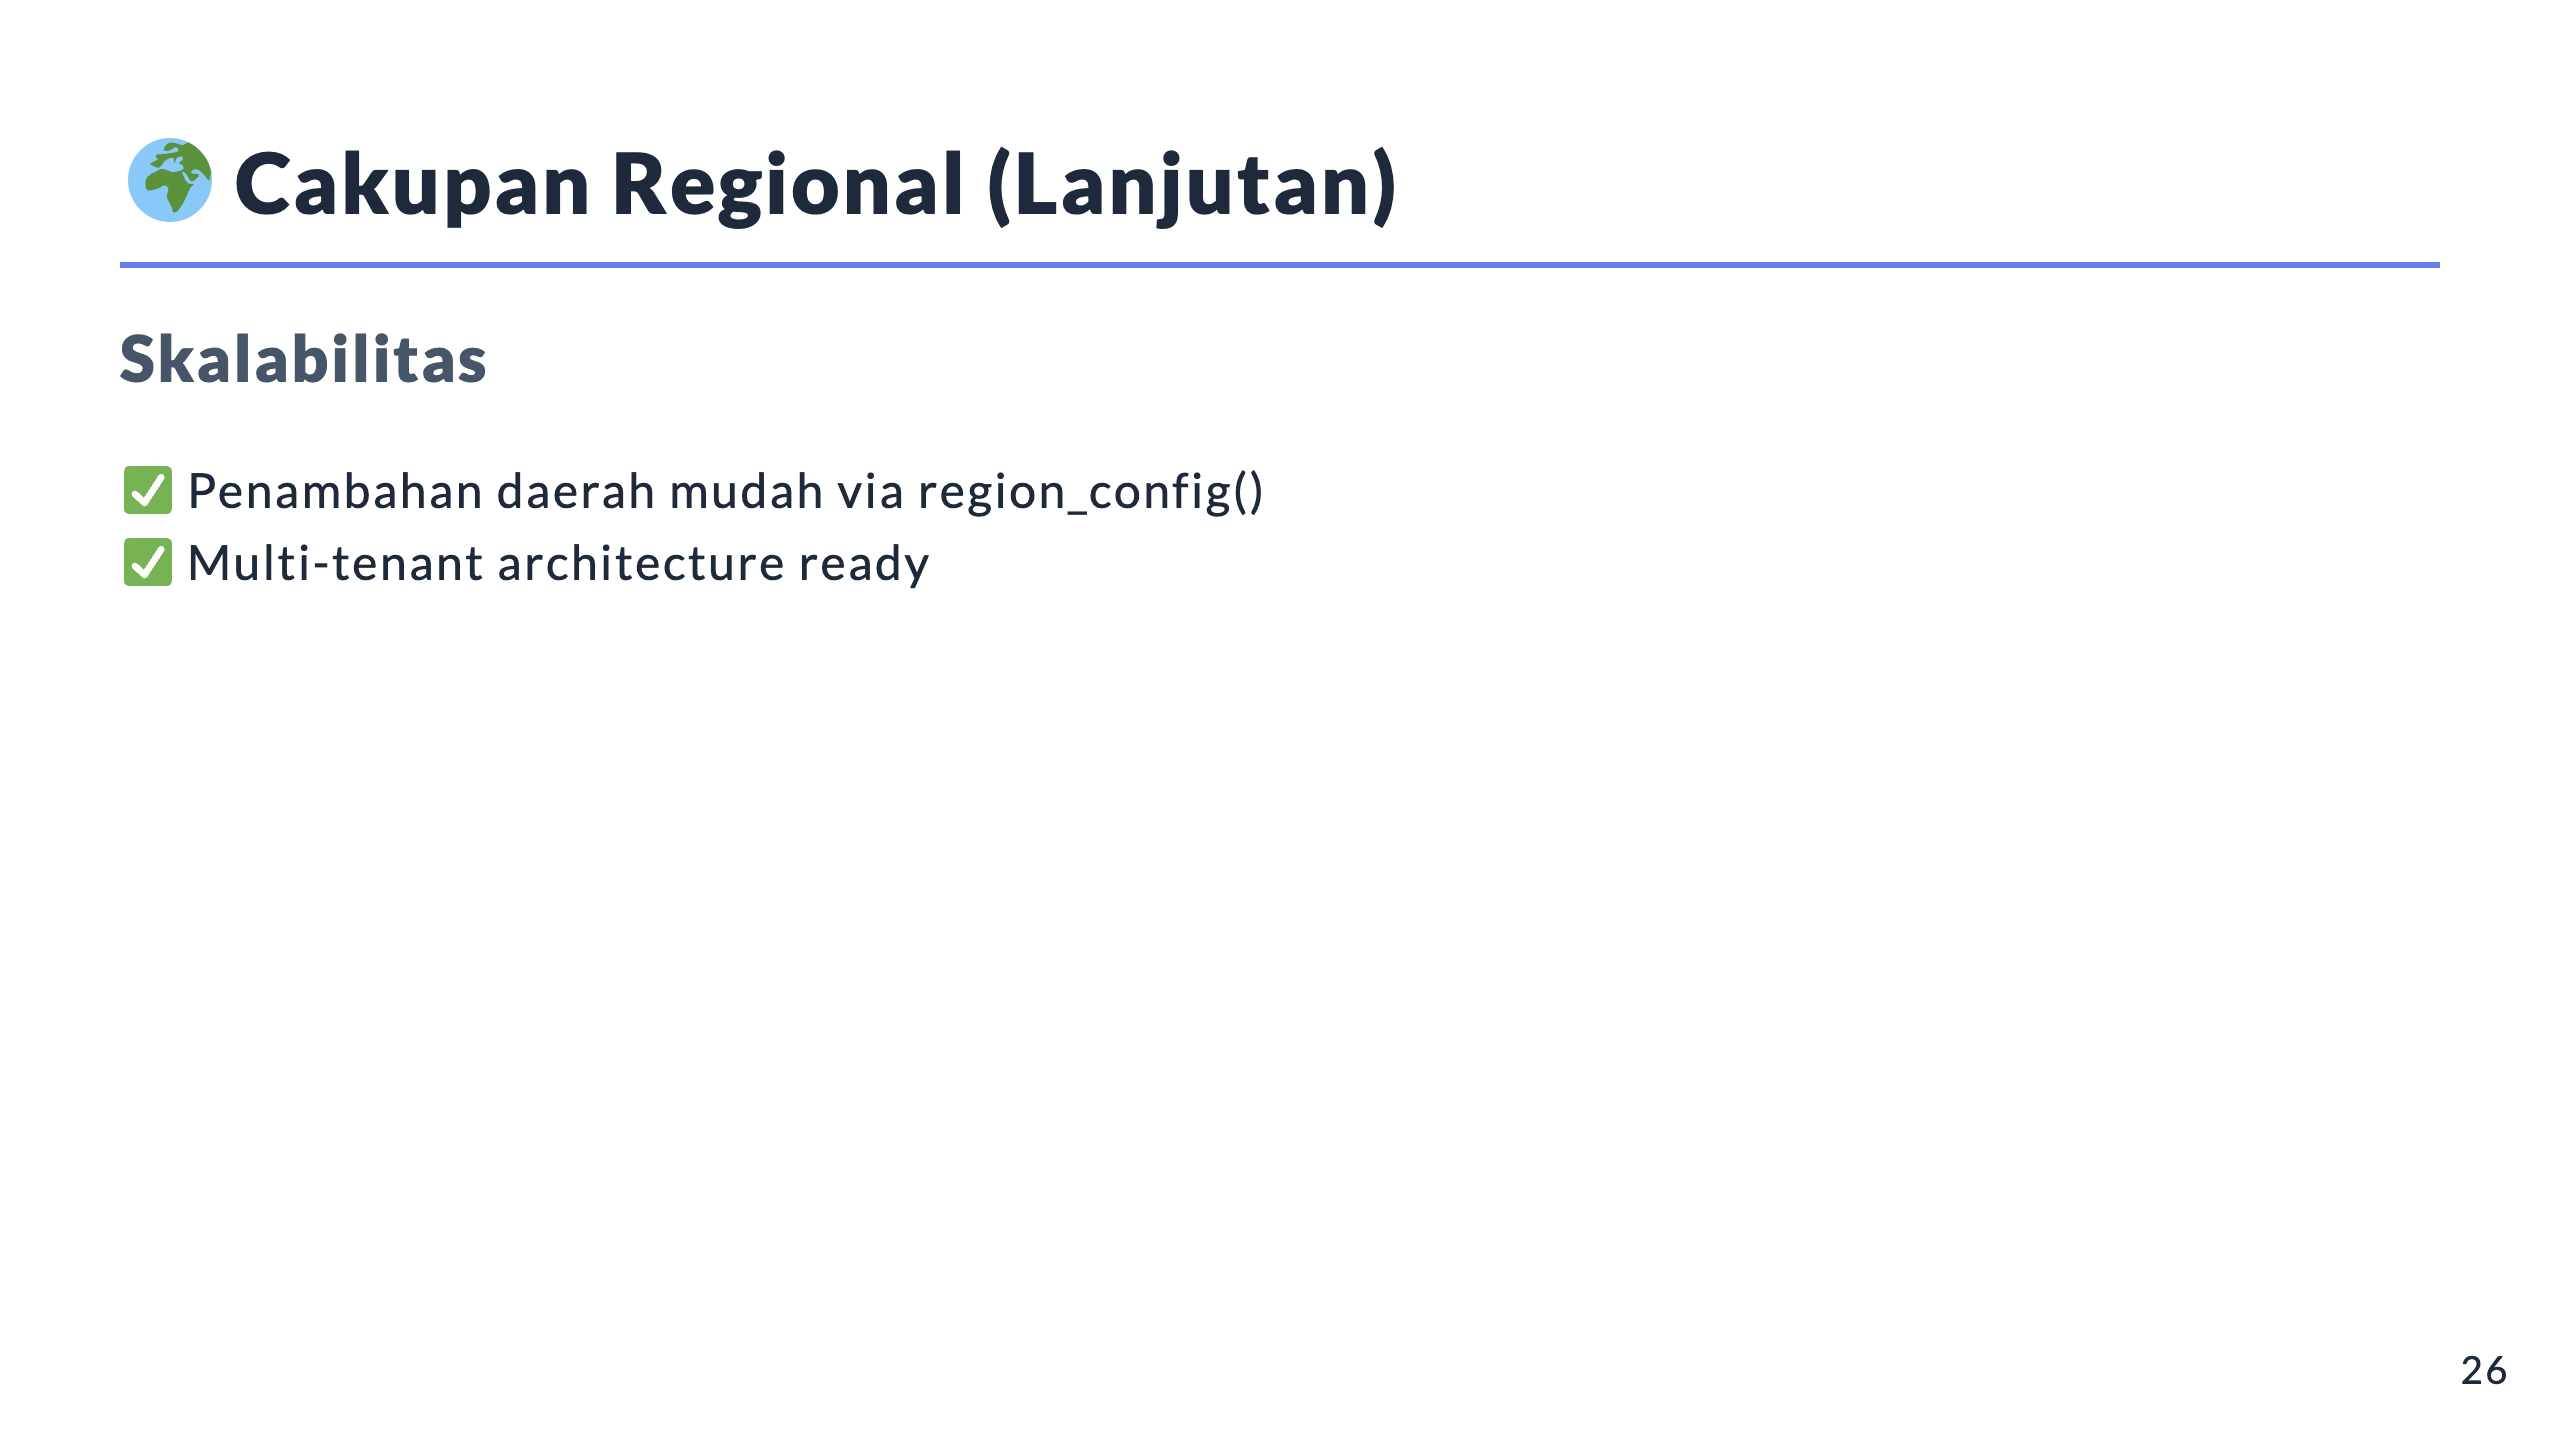 🌍 Cakupan Regional (Lanjutan)
Skalabilitas
✅ Penambahan daerah mudah via region_config()
✅ Multi-tenant architecture ready
26